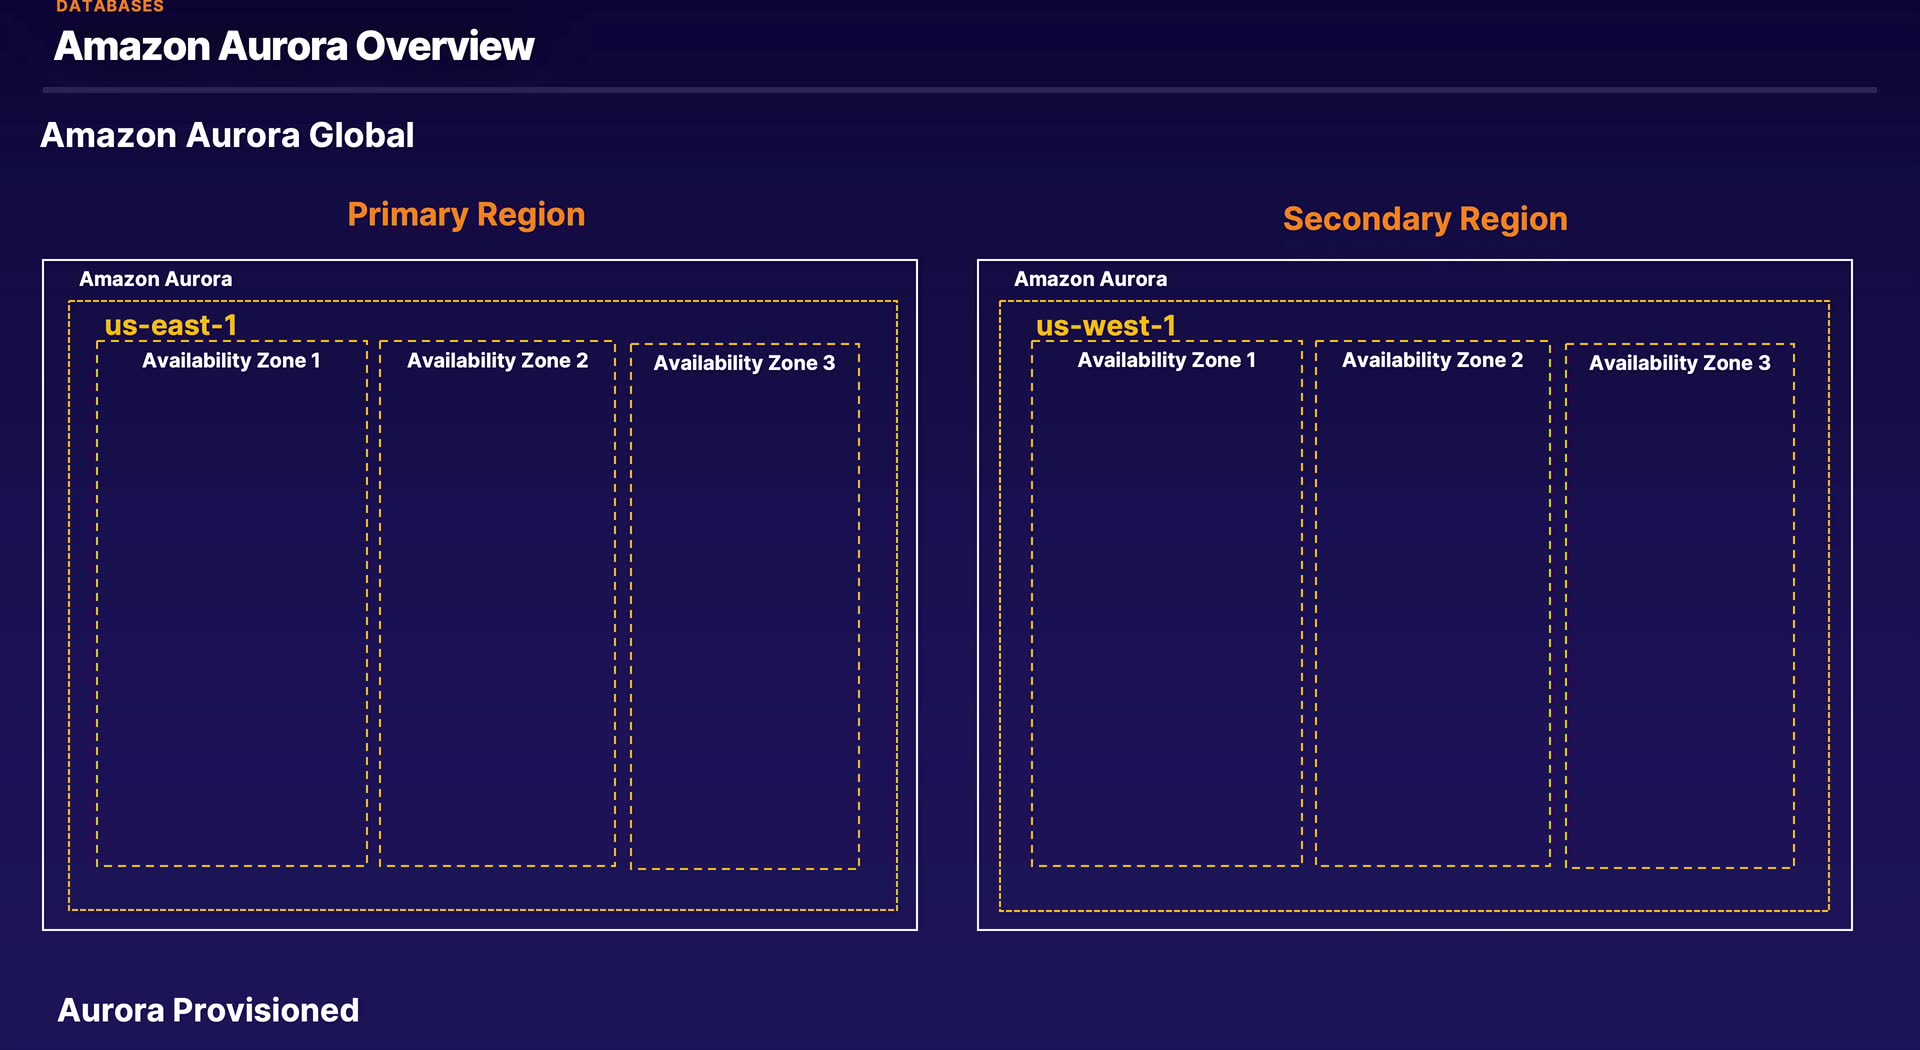 DATABASES
Amazon Aurora Overview
Amazon Aurora Global
Primary Region
Secondary Region
Amazon Aurora
us-east-1
Availability Zone 1
Availability Zone 2
Availability Zone 3
Amazon Aurora
us-west-1
Availability Zone 1
Availability Zone 2
Availability Zone 3
Aurora Provisioned